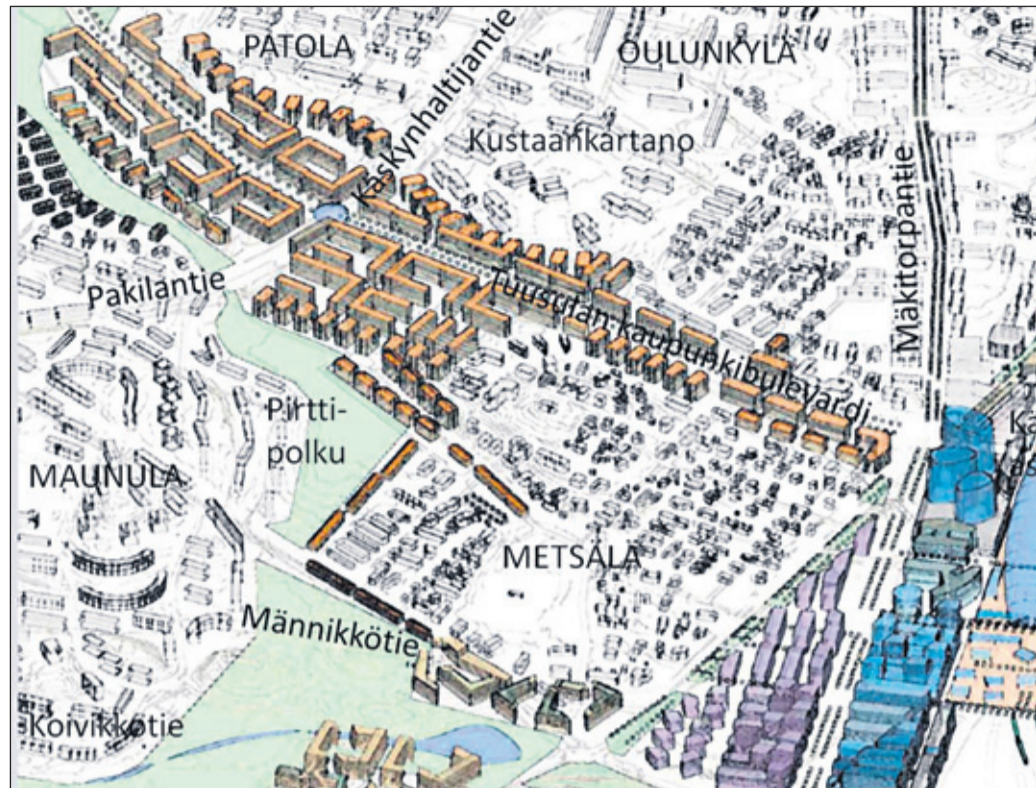 PATOLA
OULUNKYLÄ
Käskynhaltijantie
Kustaankartano
Mäkitorpantie
Pakilantie
Tuusulan kaupunkibulevardi
Pirtti-
polku
MAUNULA
METSÄLÄ
Männikkötie
Koivikkotie